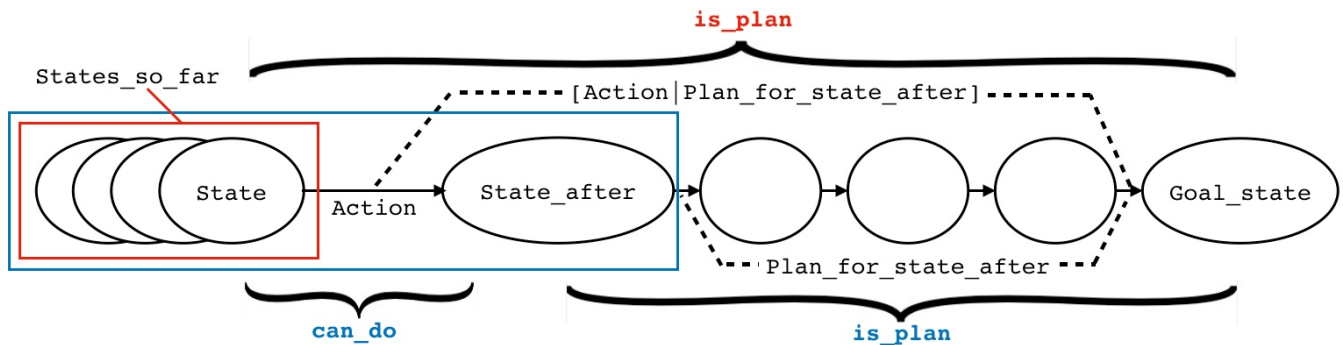 is_plan
States_so_far
[Action|Plan_for_state_after]
State
Action
State_after
Goal_state
Plan_for_state_after
can_do
is_plan